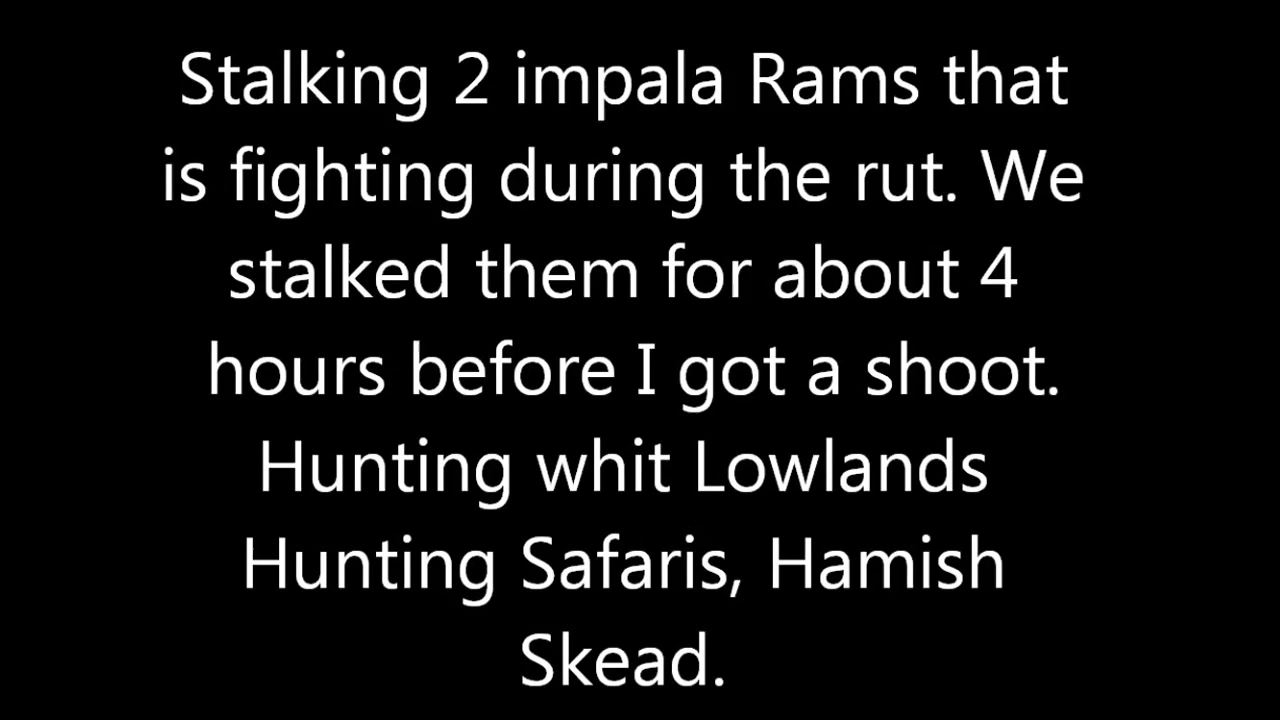 Stalking 2 impala Rams that
is fighting during the rut. We
stalked them for about 4
hours before I got a shoot.
Hunting whit Lowlands
Hunting Safaris, Hamish
Skead.